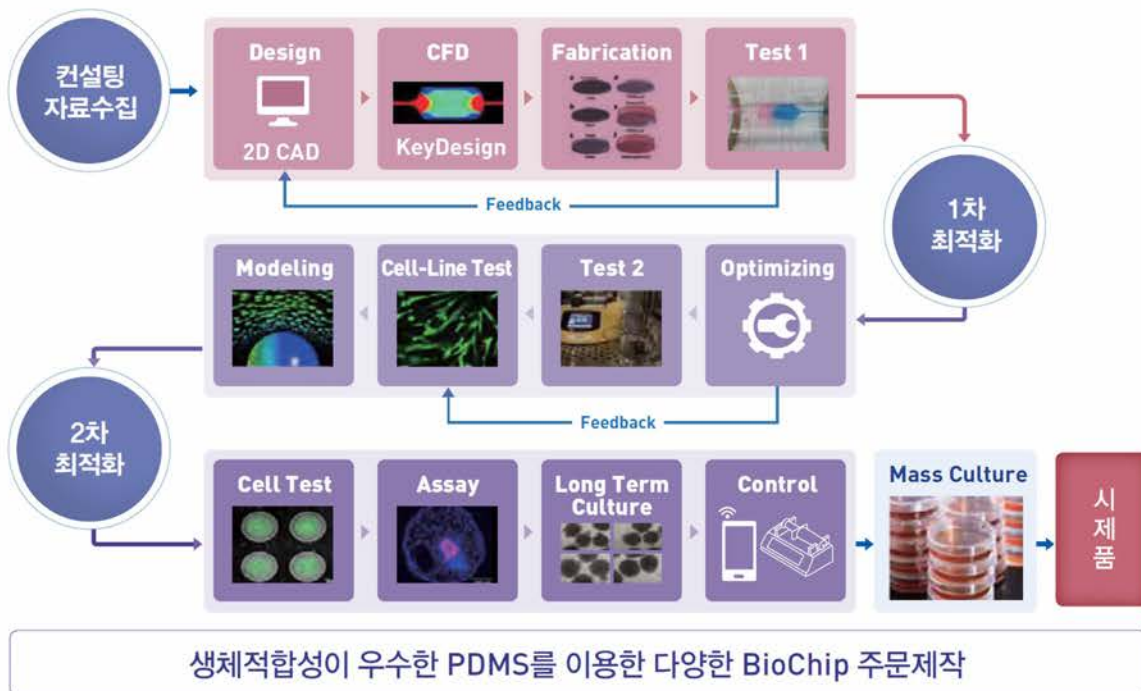 컨설팅
자료수집
Design
2D CAD
CFD
KeyDesign
Fabrication
Test 1
Feedback
1차
최적화
Optimizing
Test 2
Cell-Line Test
Modeling
Feedback
2차
최적화
Cell Test
Assay
Long Term
Culture
Control
Mass Culture
시
제
품
생체적합성이 우수한 PDMS를 이용한 다양한 BioChip 주문제작